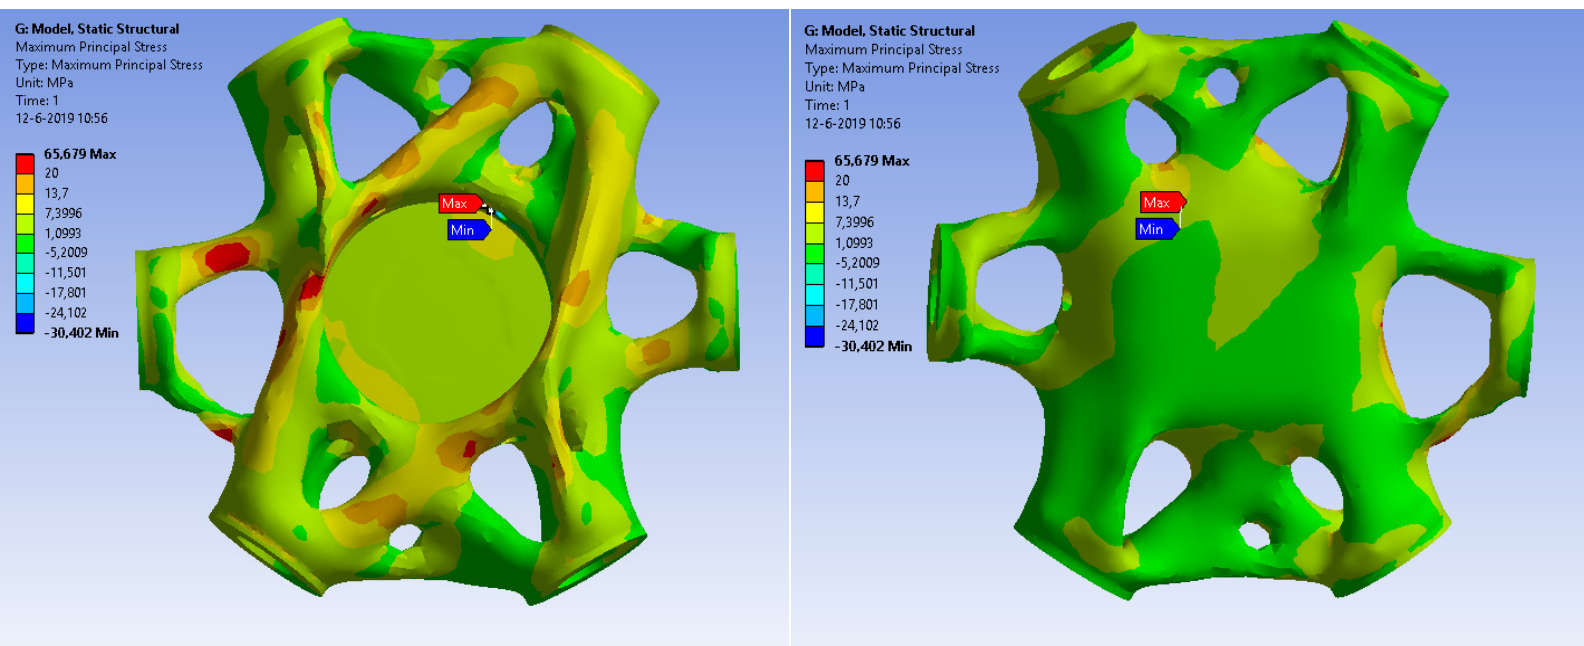 G: Model, Static Structural
Maximum Principal Stress
Type: Maximum Principal Stress
Unit: MPa
Time: 1
12-6-2019 10:56
65,679 Max
20
13,7
7,3996
1,0993
-5,2009
-11,501
-17,801
-24,102
-30,402 Min
Max
Min
G: Model, Static Structural
Maximum Principal Stress
Type: Maximum Principal Stress
Unit: MPa
Time: 1
12-6-2019 10:56
65,679 Max
20
13,7
7,3996
1,0993
-5,2009
-11,501
-17,801
-24,102
-30,402 Min
Max
Min